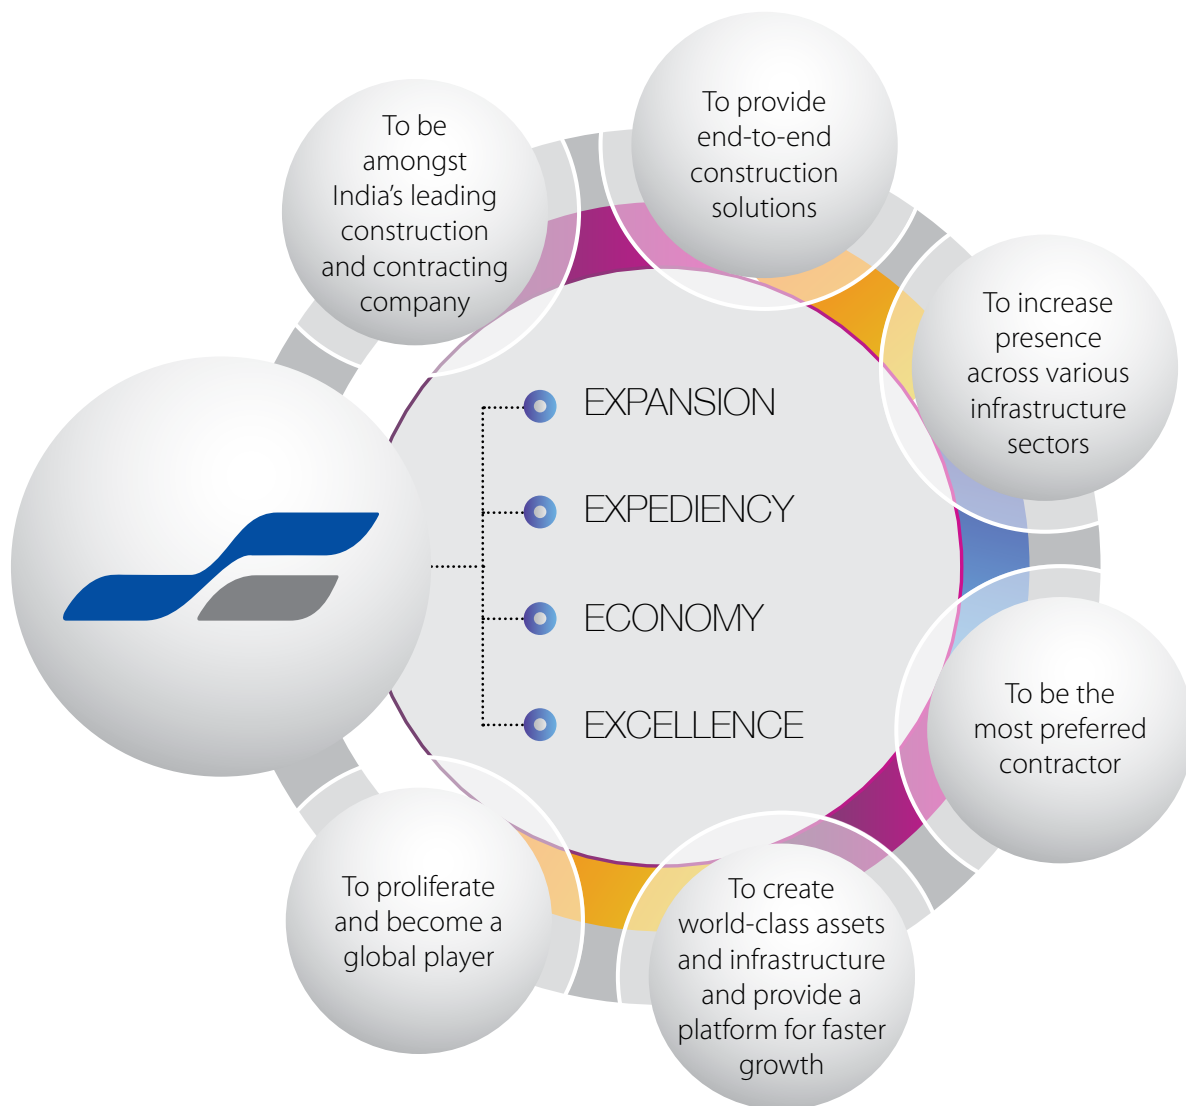 To be
amongst
India’s leading
construction
and contracting
company
To provide
end-to-end
construction
solutions
To increase
presence
across various
infrastructure
sectors
To be the
most preferred
contractor
To create
world-class assets
and infrastructure
and provide a
platform for faster
growth
To proliferate
and become a
global player
EXPANSION
EXPEDIENCY
ECONOMY
EXCELLENCE